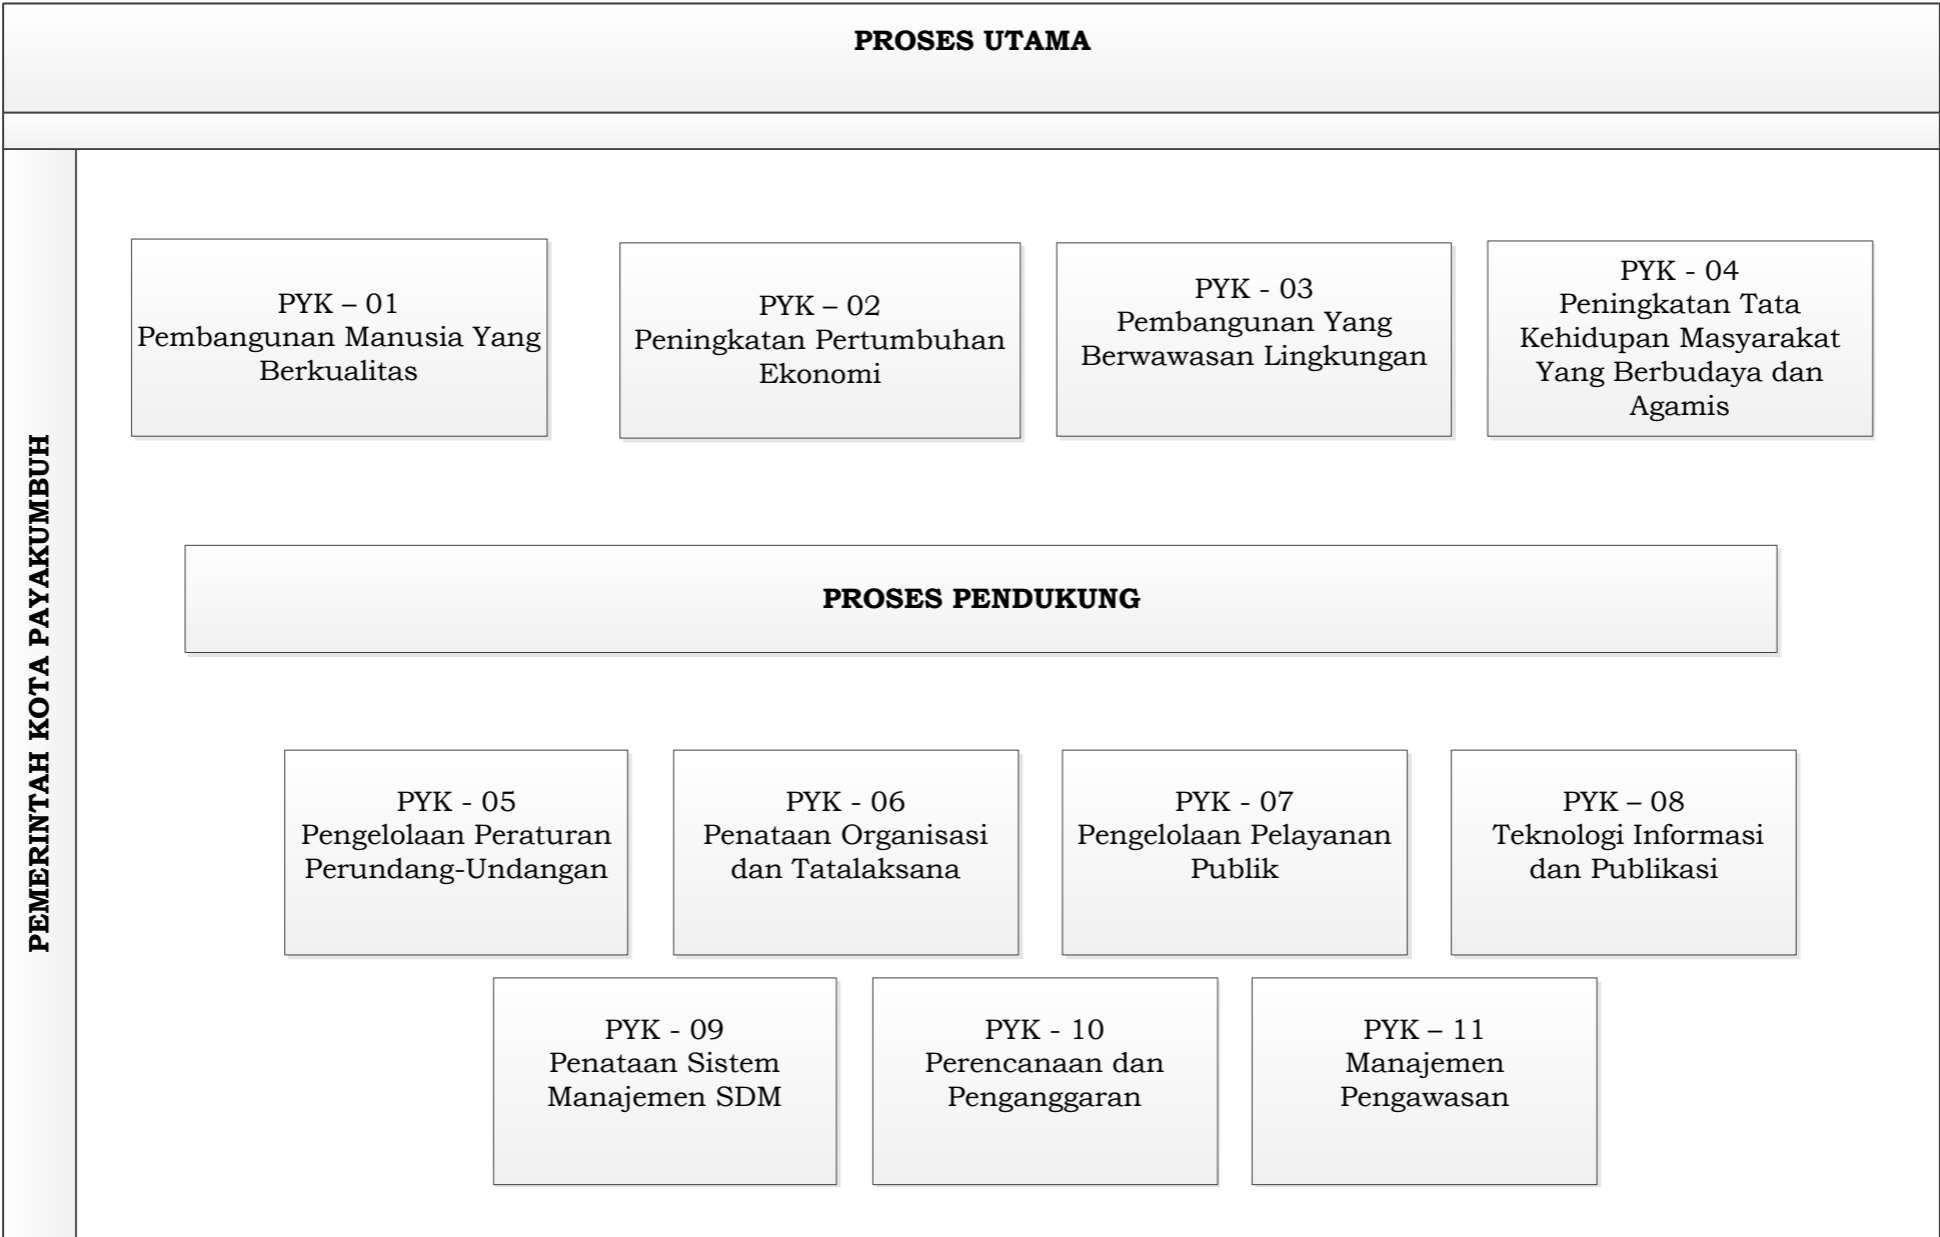 PROSES UTAMA
PEMERINTAH KOTA PAYAKUMBUH
PYK – 01
Pembangunan Manusia Yang
Berkualitas
PYK – 02
Peningkatan Pertumbuhan
Ekonomi
PYK - 03
Pembangunan Yang
Berwawasan Lingkungan
PYK - 04
Peningkatan Tata
Kehidupan Masyarakat
Yang Berbudaya dan
Agamis
PROSES PENDUKUNG
PYK - 05
Pengelolaan Peraturan
Perundang-Undangan
PYK - 06
Penataan Organisasi
dan Tatalaksana
PYK - 07
Pengelolaan Pelayanan
Publik
PYK – 08
Teknologi Informasi
dan Publikasi
PYK - 09
Penataan Sistem
Manajemen SDM
PYK - 10
Perencanaan dan
Penganggaran
PYK – 11
Manajemen
Pengawasan